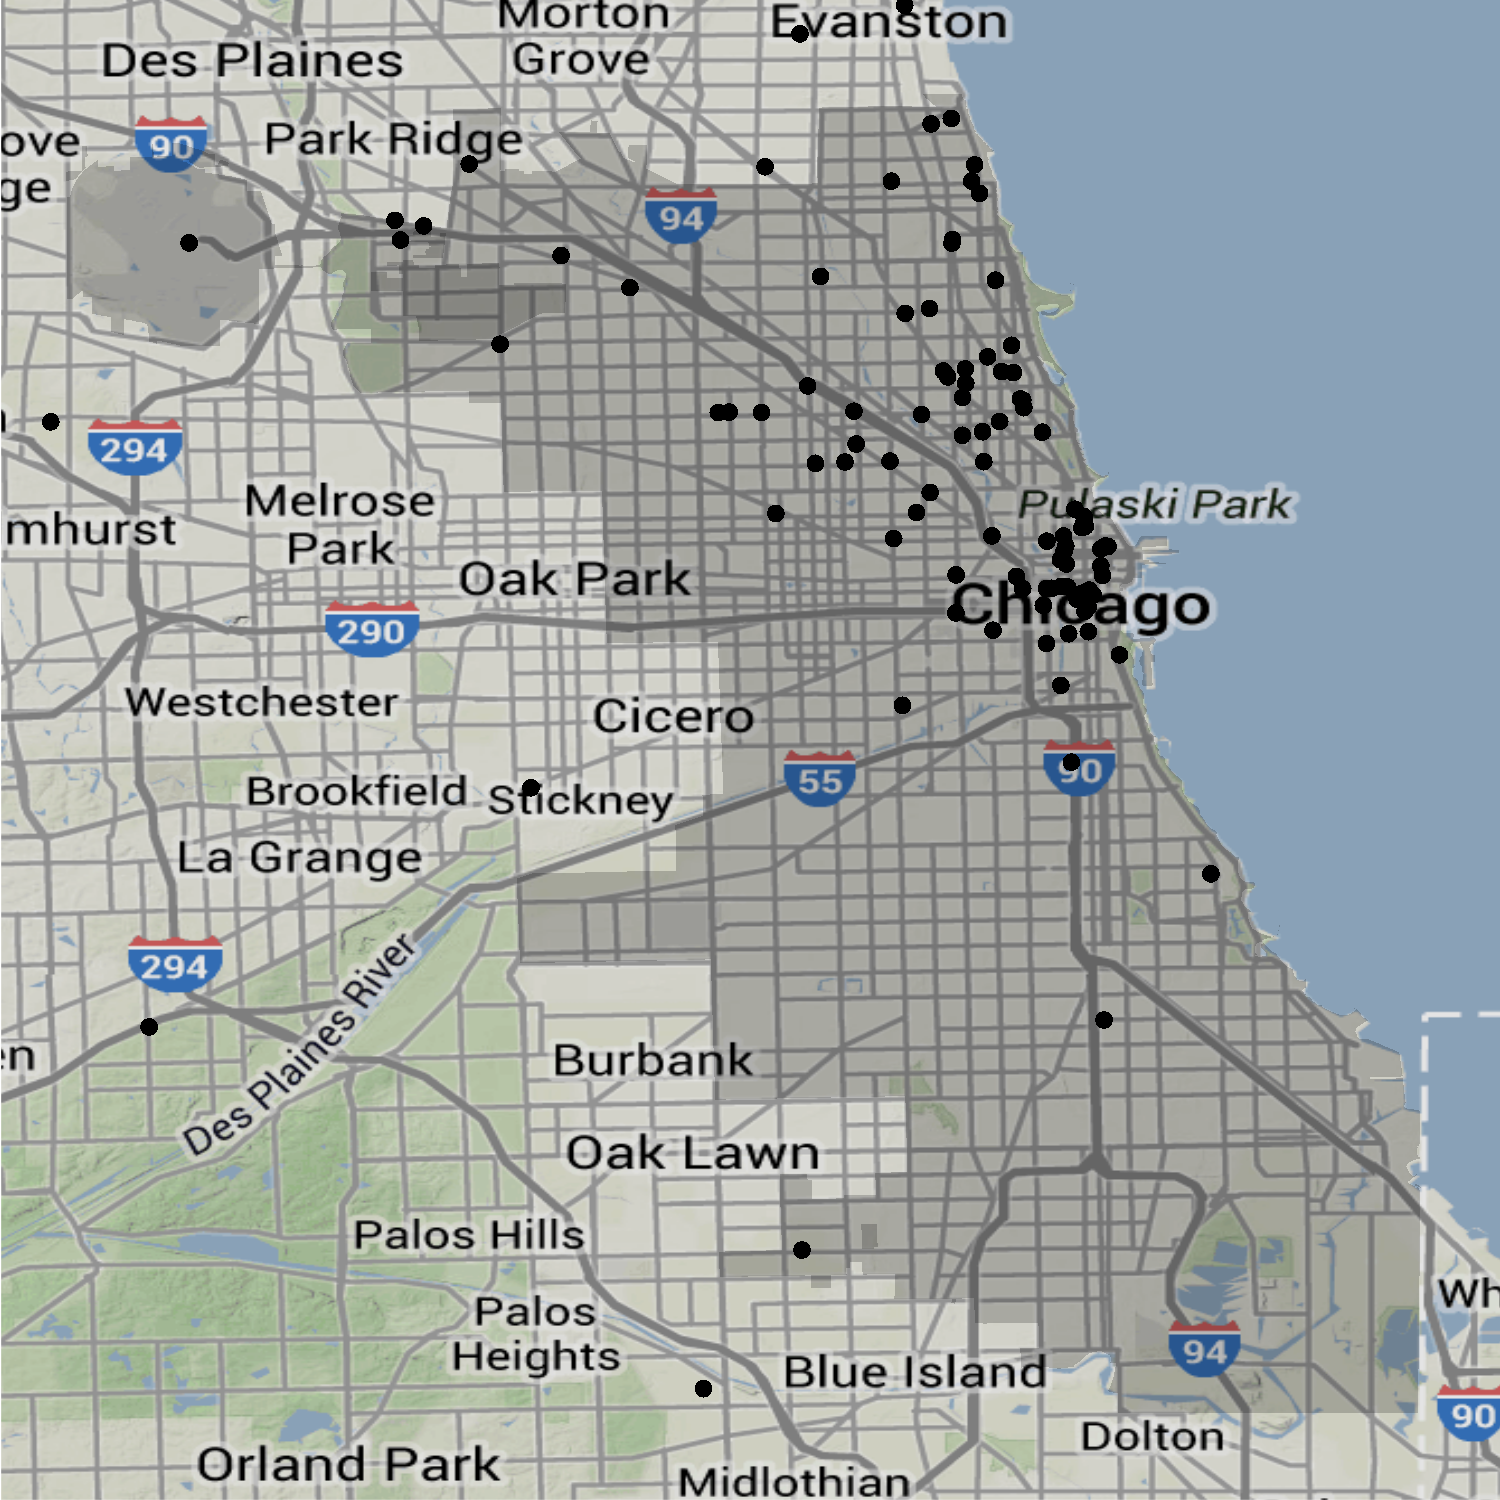 Morton
Grove
Evanston
Des Plaines
90
ove
ge
Park Ridge
94
294
Melrose
Park
Pulaski Park
mhurst
Oak Park
Chicago
290
Westchester
Cicero
Brookfield
Stickney
55
90
La Grange
294
Des Plaines River
en
Burbank
Oak Lawn
Palos Hills
Wh
Palos
Heights
94
Blue Island
90
Dolton
Orland Park
Midlothian